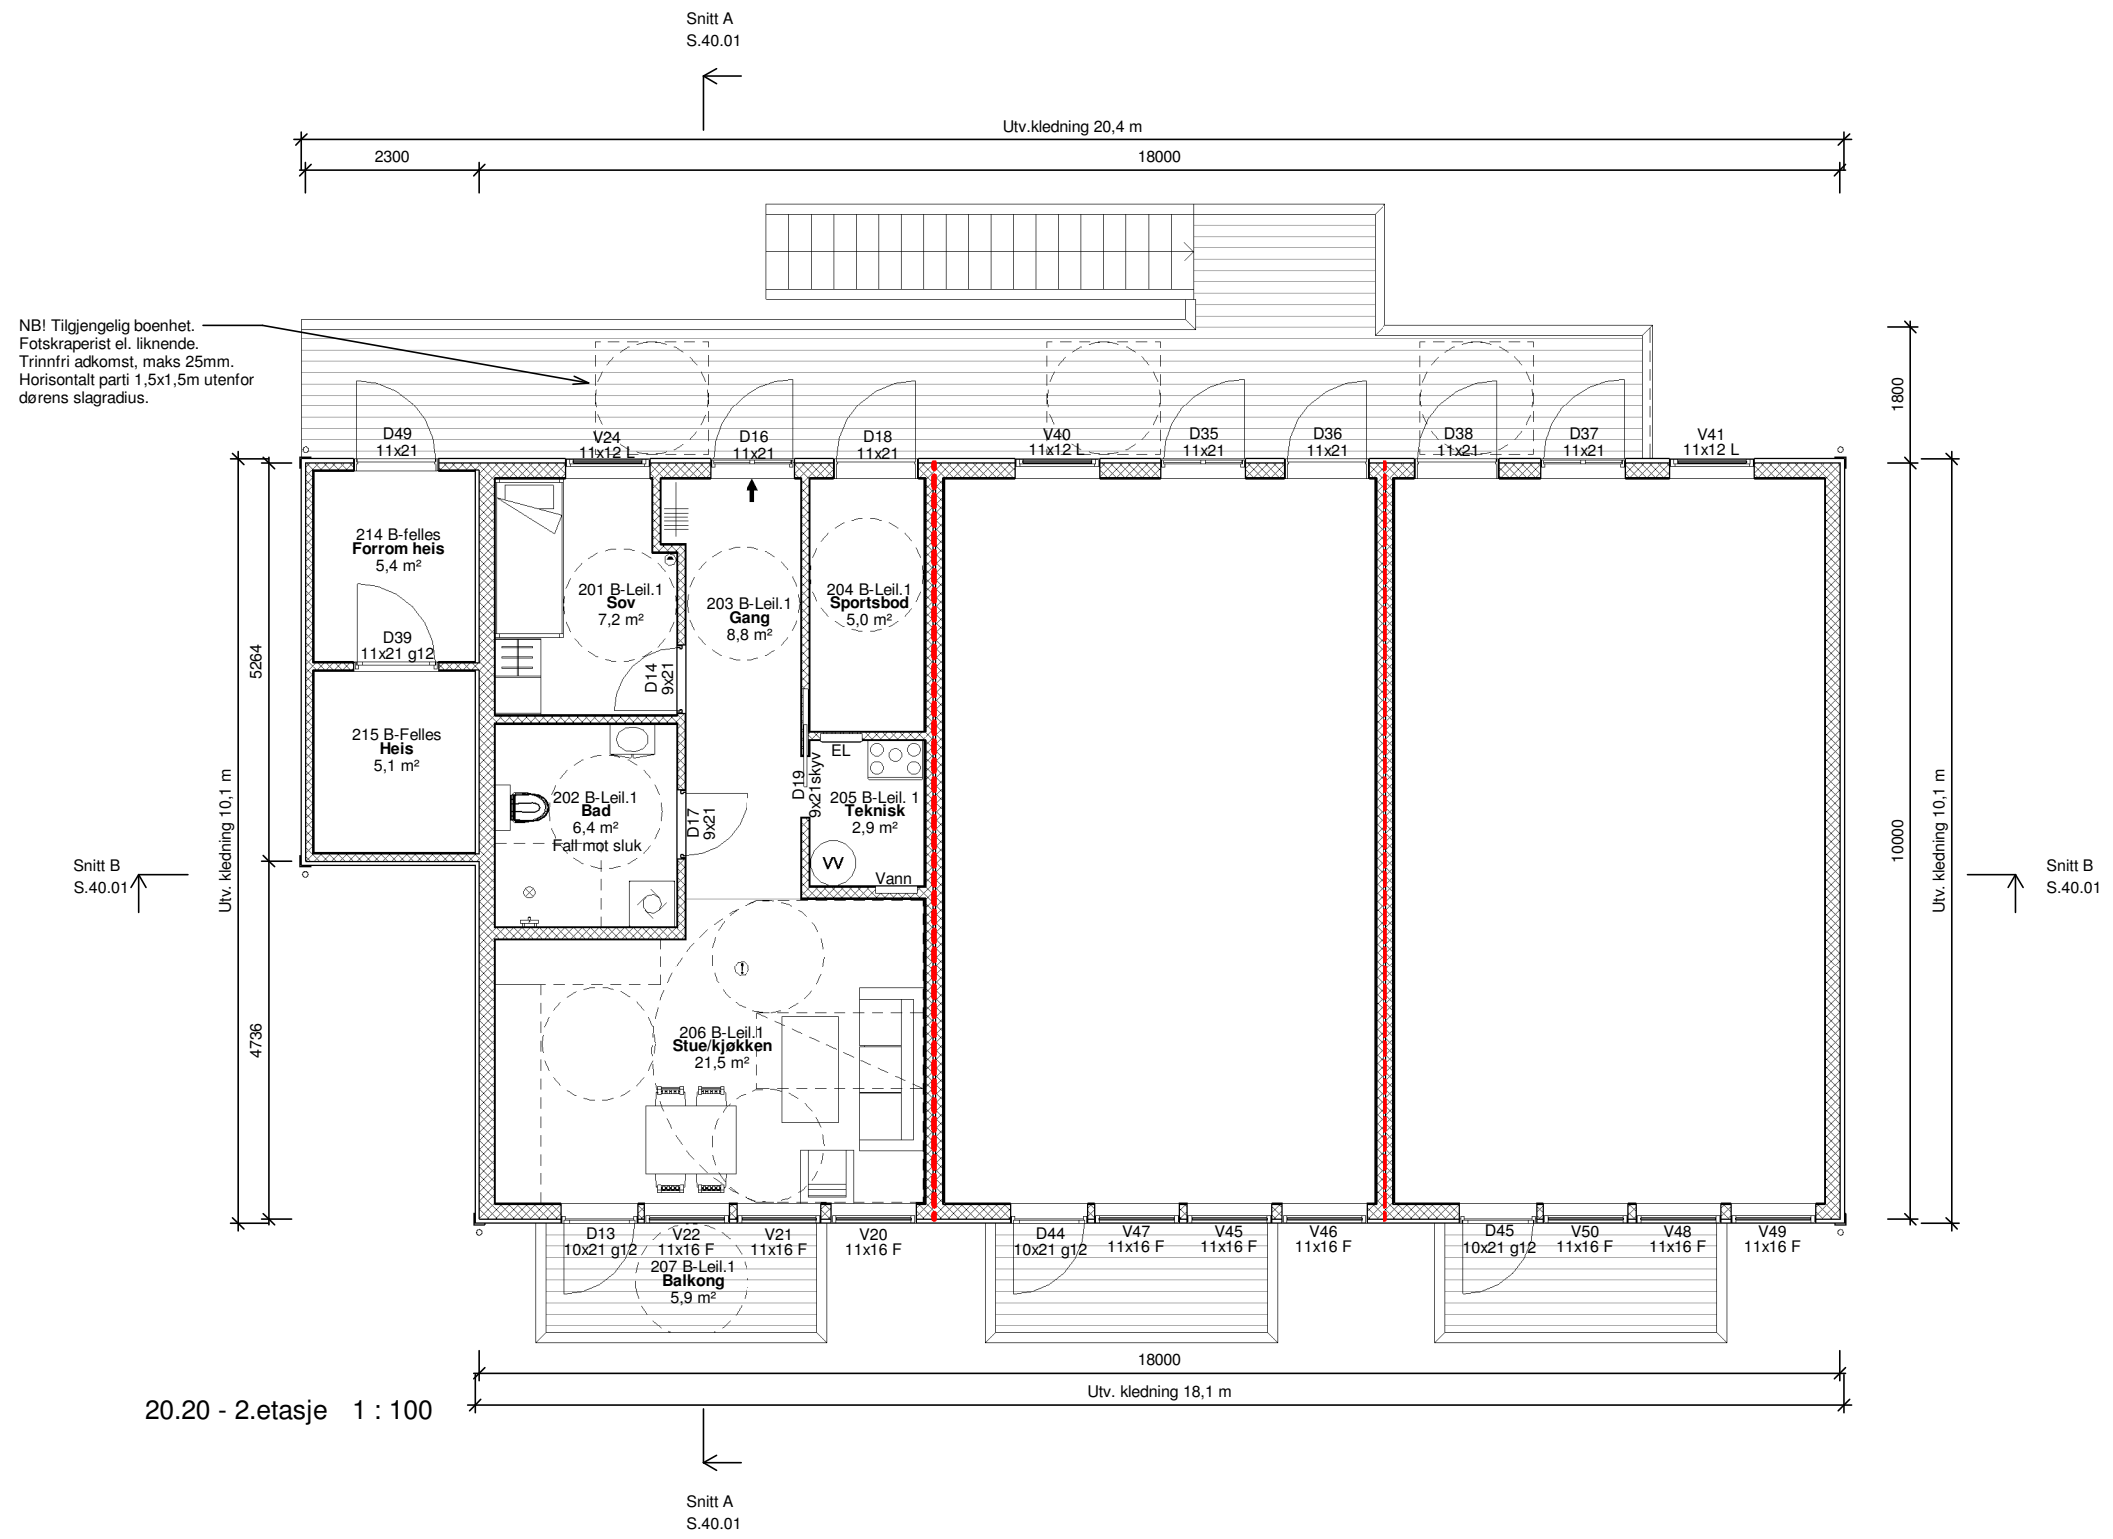 Snitt A
S.40.01
Utv.kledning 20,4 m
2300
18000
NB! Tilgjengelig boenhet.
Fotskraperist el. liknende.
Trinnfri adkomst, maks 25mm.
Horisontalt parti 1,5x1,5m utenfor
dørens slagradius.
1800
D49
11x21
V24
11x12 L
D16
11x21
D18
11x21
V40
11x12 L
D35
11x21
D36
11x21
D38
11x21
D37
11x21
V41
11x12 L
214 B-felles
Forrom heis
5,4 m²
D39
11x21 g12
215 B-Felles
Heis
5,1 m²
201 B-Leil.1
Sov
7,2 m²
D14
9x21
203 B-Leil.1
Gang
8,8 m²
204 B-Leil.1
Sportsbod
5,0 m²
EL
D19
9x21skyv
205 B-Leil. 1
Teknisk
2,9 m²
VV
Vann
202 B-Leil.1
Bad
6,4 m²
Fall mot sluk
D17
9x21
206 B-Leil.1
Stue/kjøkken
21,5 m²
5264
4736
Utv. kledning 10,1 m
10000
Utv. kledning 10,1 m
Snitt B
S.40.01
Snitt B
S.40.01
D13
10x21 g12
V22
11x16 F
V21
11x16 F
V20
11x16 F
D44
10x21 g12
V47
11x16 F
V45
11x16 F
V46
11x16 F
D45
10x21 g12
V50
11x16 F
V48
11x16 F
V49
11x16 F
207 B-Leil.1
Balkong
5,9 m²
18000
Utv. kledning 18,1 m
20.20 - 2.etasje 1 : 100
Snitt A
S.40.01